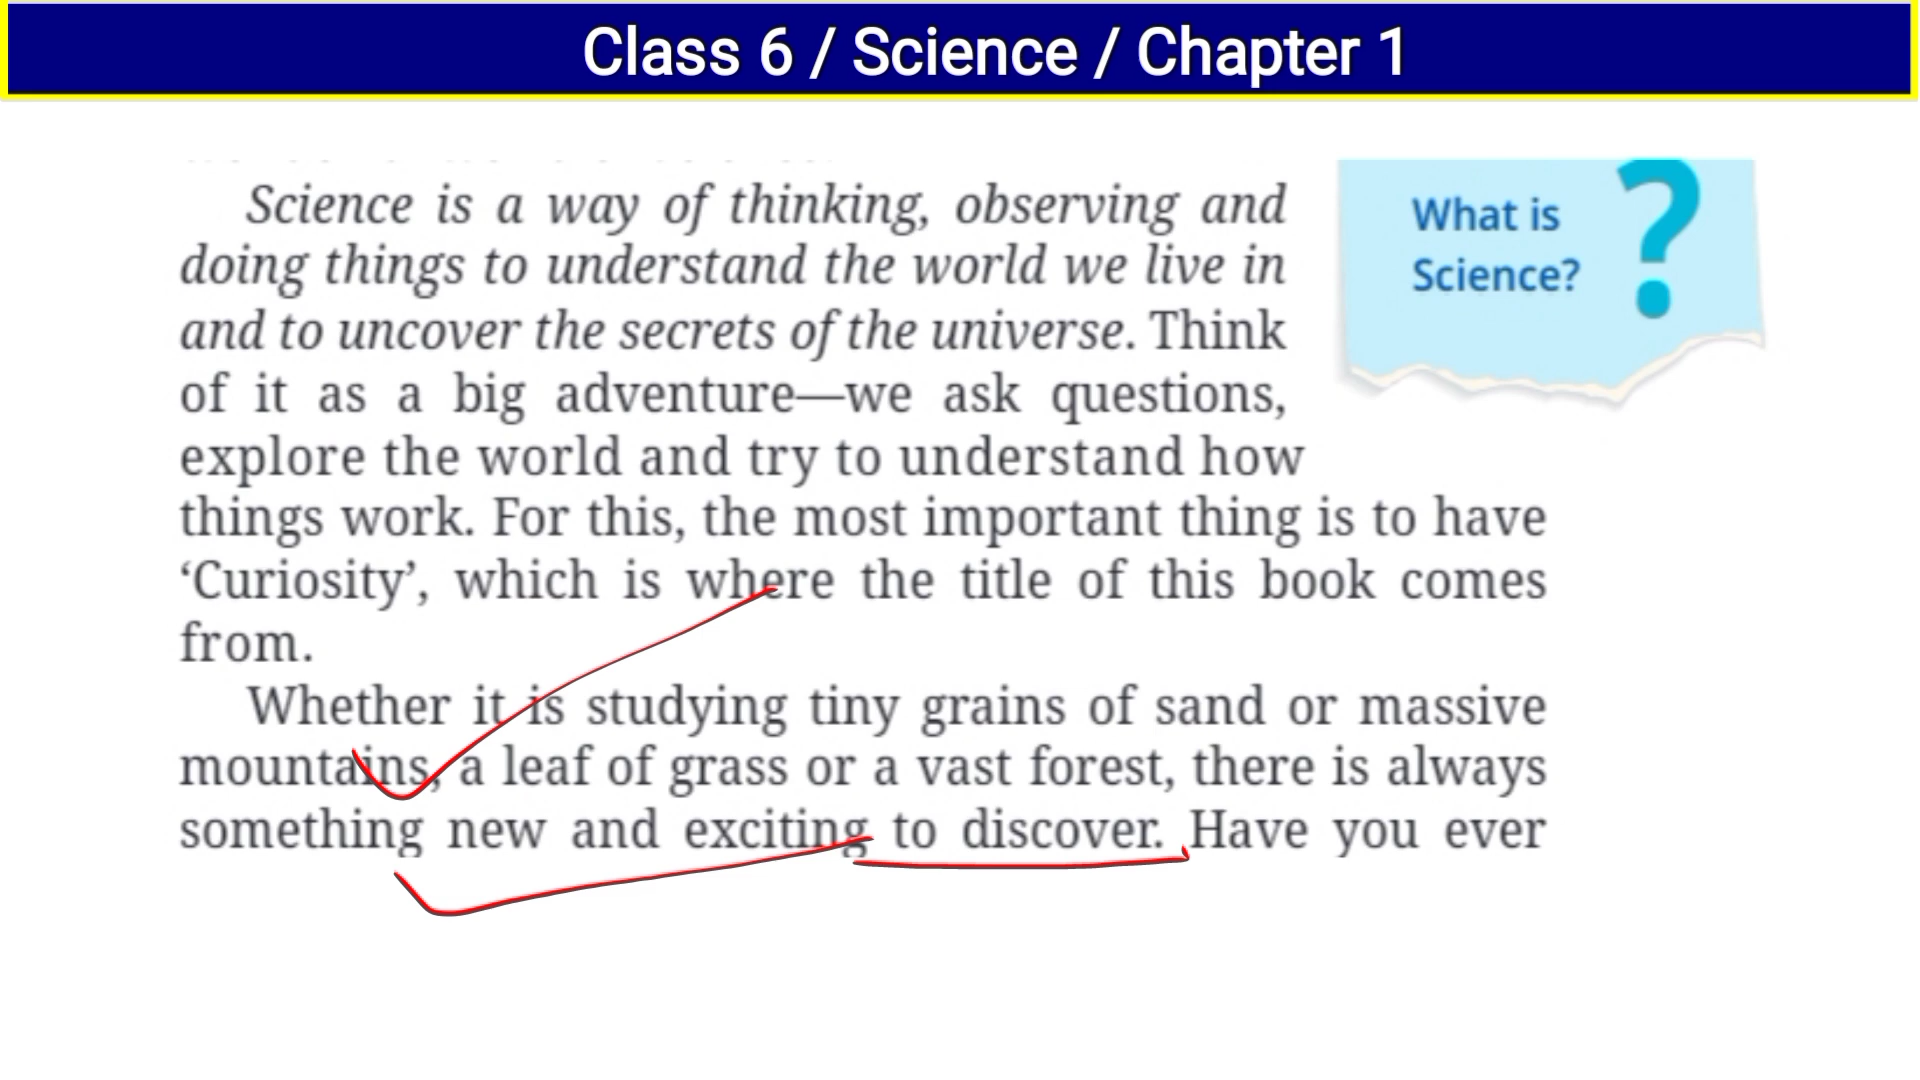 Class 6 / Science / Chapter 1
Science is a way of thinking, observing and
doing things to understand the world we live in
and to uncover the secrets of the universe. Think
of it as a big adventure—we ask questions,
explore the world and try to understand how
things work. For this, the most important thing is to have
‘Curiosity’, which is where the title of this book comes
from.
Whether it is studying tiny grains of sand or massive
mountains, a leaf of grass or a vast forest, there is always
something new and exciting to discover. Have you ever
What is
Science?
?